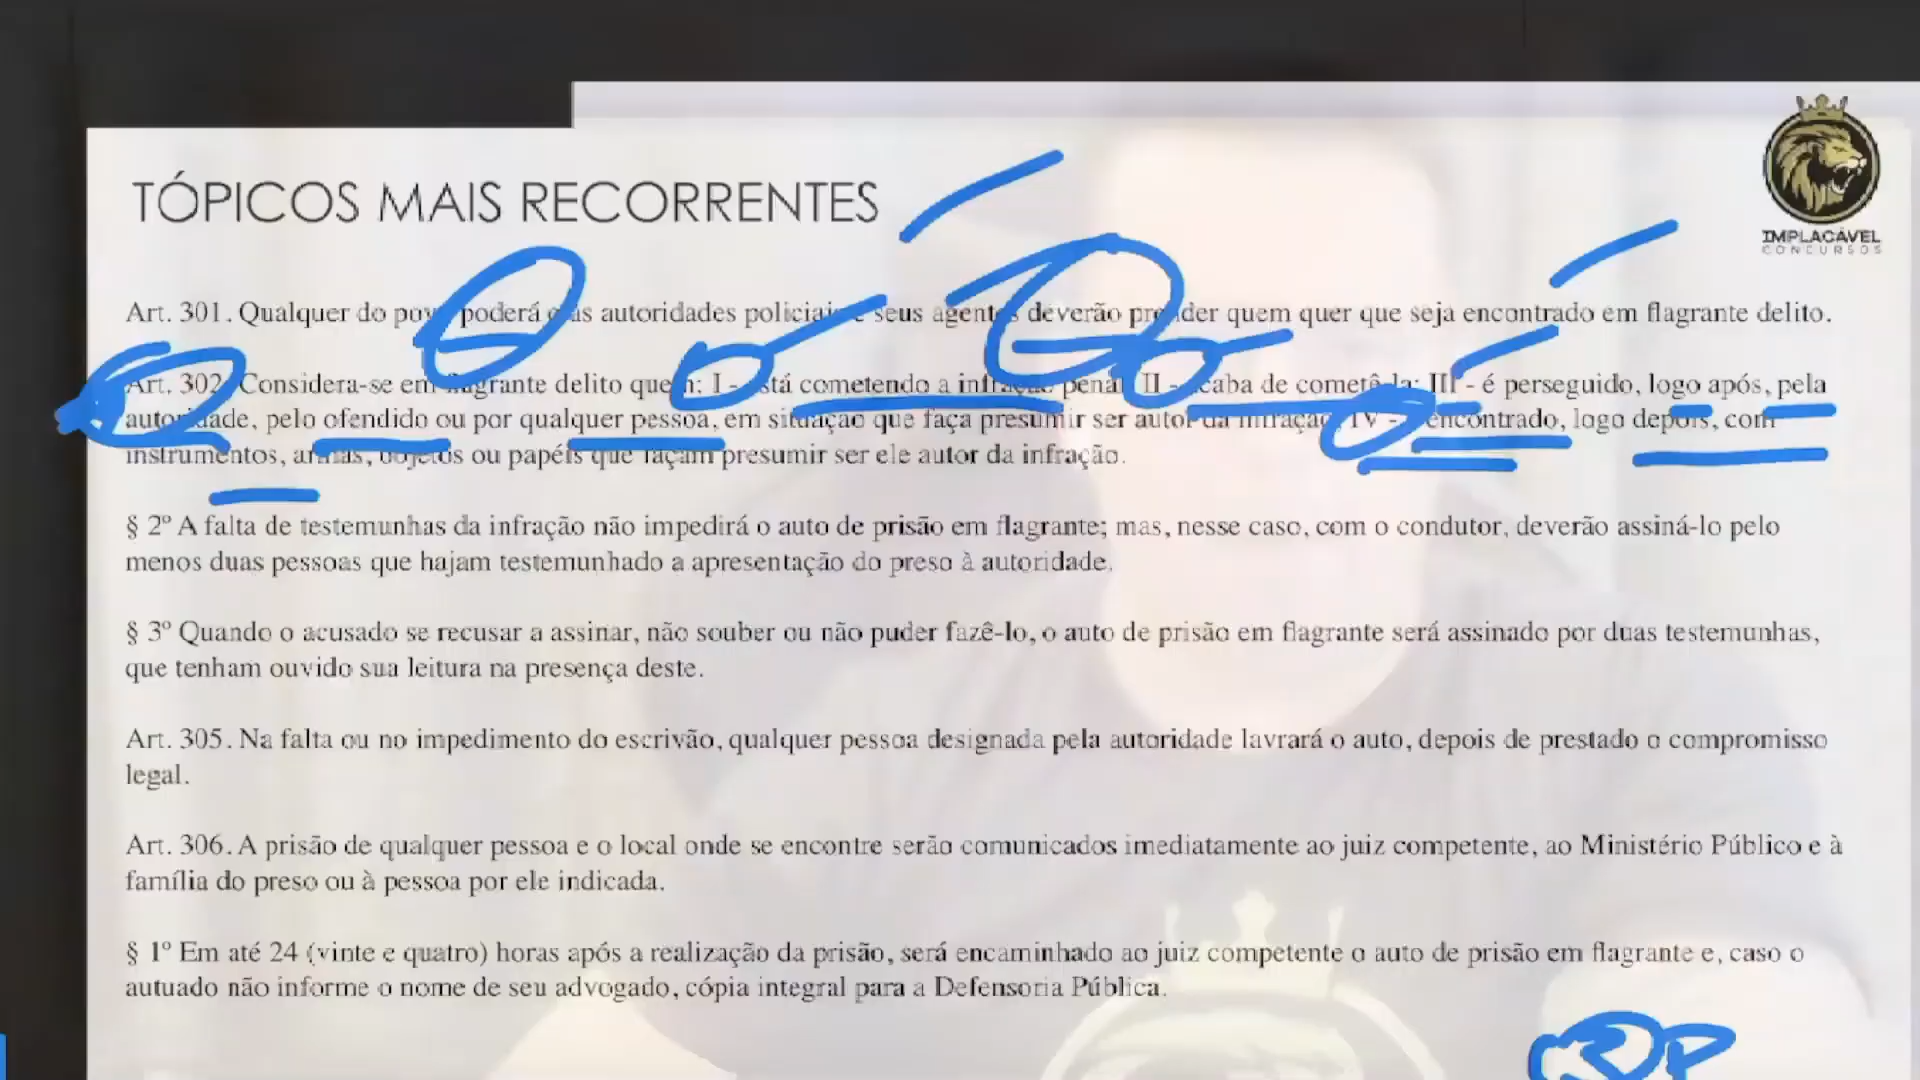 IMPLACÁVEL
CONCURSOS
TÓPICOS MAIS RECORRENTES
Art. 301. Qualquer do povo poderá e as autoridades policiais e seus agentes deverão prender quem quer que seja encontrado em flagrante delito.
Art. 302. Considera-se em flagrante delito quem: I - está cometendo a infração penal; II - acaba de cometê-la; III - é perseguido, logo após, pela
autoridade, pelo ofendido ou por qualquer pessoa, em situação que faça presumir ser autor da infração; IV - é encontrado, logo depois, com
instrumentos, armas, objetos ou papéis que façam presumir ser ele autor da infração.
§ 2º A falta de testemunhas da infração não impedirá o auto de prisão em flagrante; mas, nesse caso, com o condutor, deverão assiná-lo pelo
menos duas pessoas que hajam testemunhado a apresentação do preso à autoridade.
§ 3º Quando o acusado se recusar a assinar, não souber ou não puder fazê-lo, o auto de prisão em flagrante será assinado por duas testemunhas,
que tenham ouvido sua leitura na presença deste.
Art. 305. Na falta ou no impedimento do escrivão, qualquer pessoa designada pela autoridade lavrará o auto, depois de prestado o compromisso
legal.
Art. 306. A prisão de qualquer pessoa e o local onde se encontre serão comunicados imediatamente ao juiz competente, ao Ministério Público e à
família do preso ou à pessoa por ele indicada.
§ 1º Em até 24 (vinte e quatro) horas após a realização da prisão, será encaminhado ao juiz competente o auto de prisão em flagrante e, caso o
autuado não informe o nome de seu advogado, cópia integral para a Defensoria Pública.